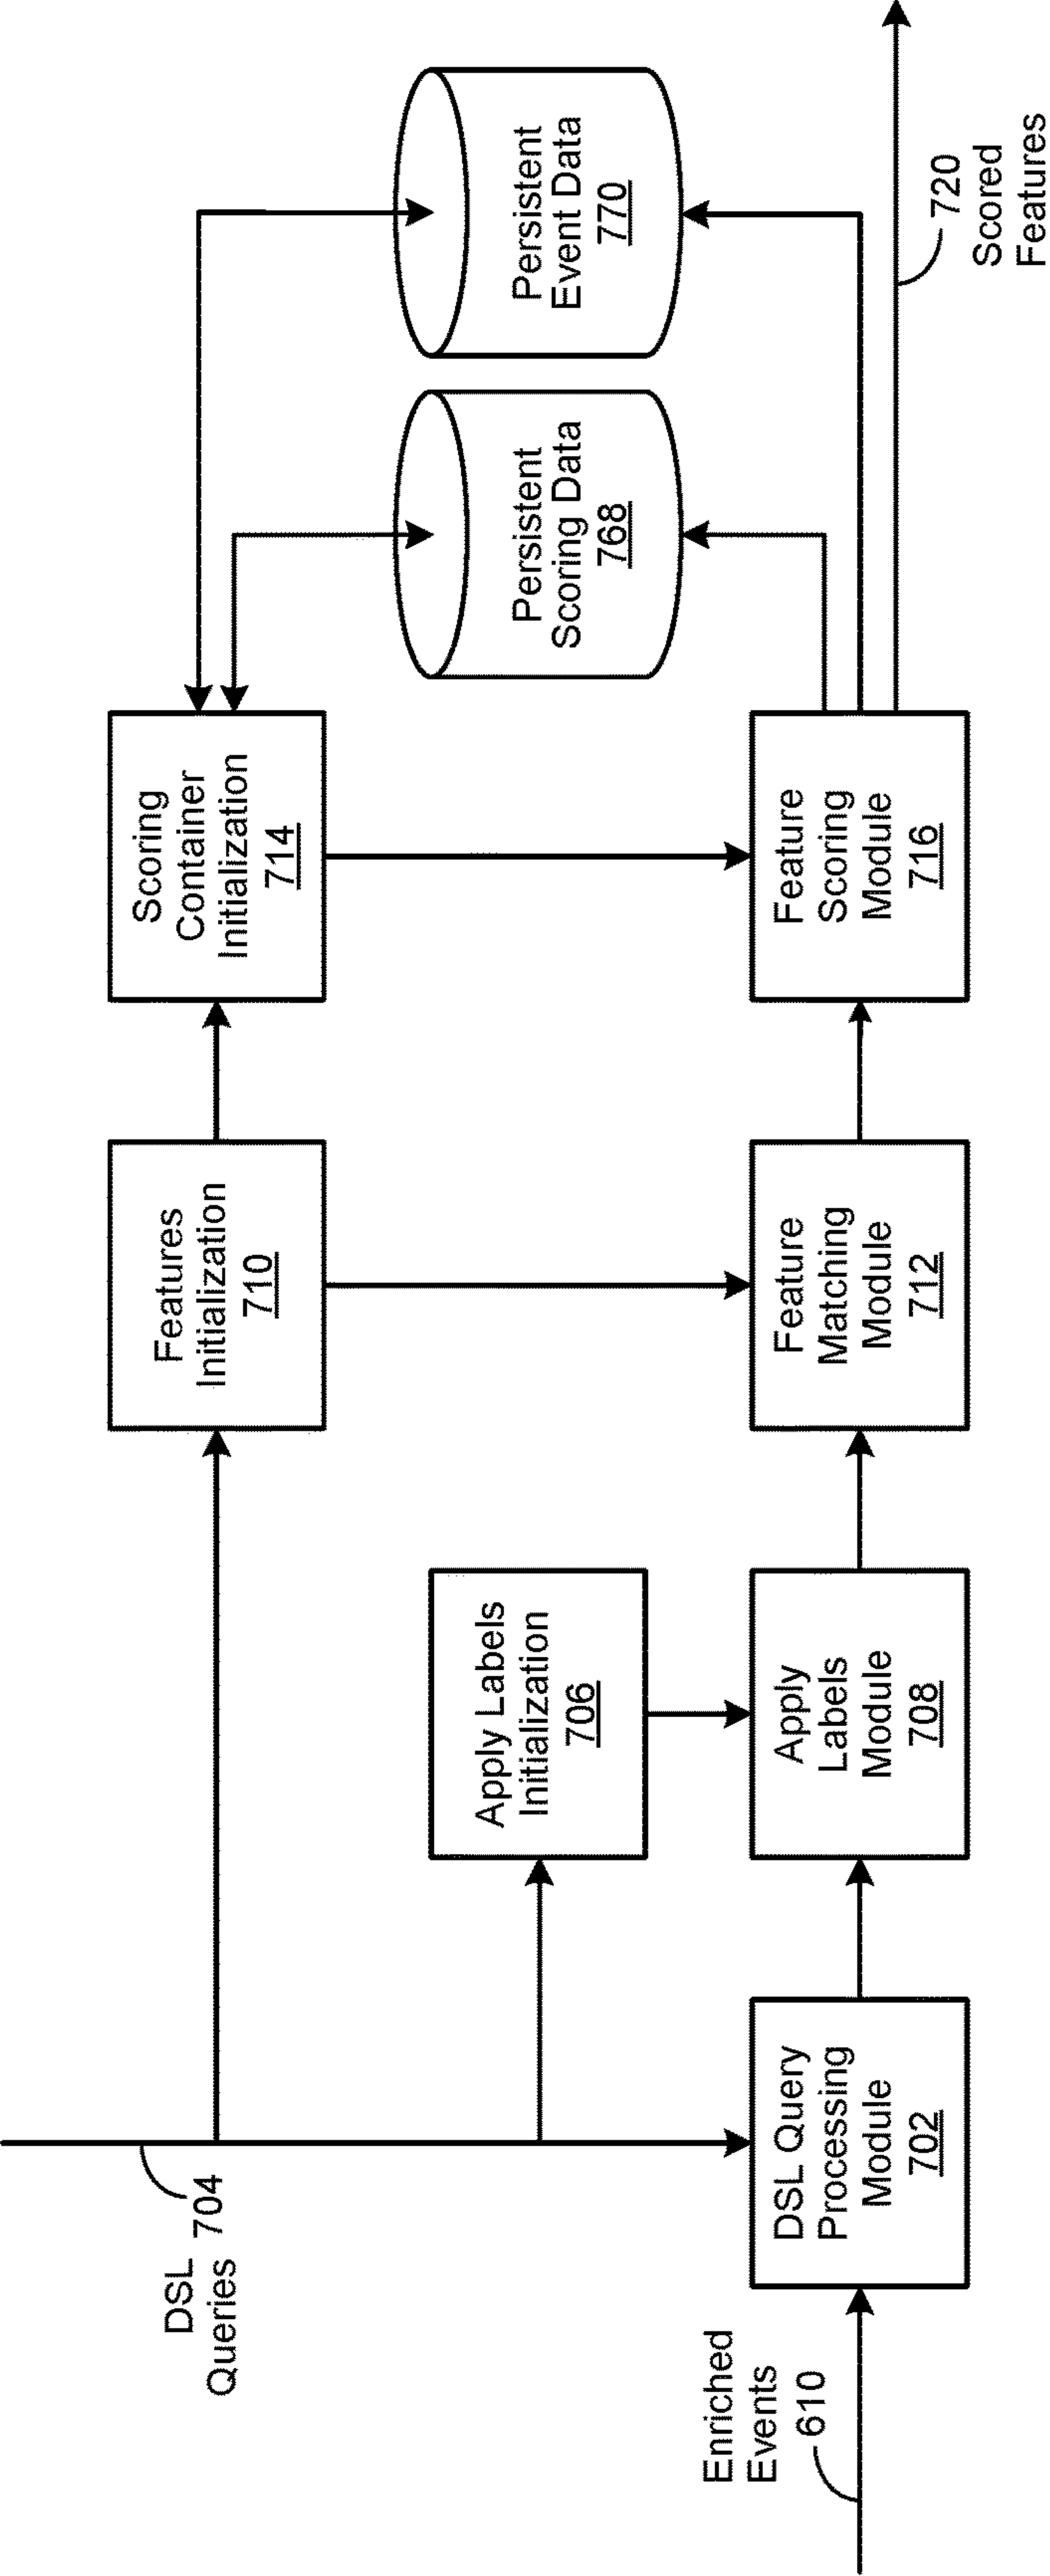 DSL
Queries 704
Features
Initialization
710
Scoring
Container
Initialization
714
Apply Labels
Initialization
706
Persistent
Scoring Data
768
Persistent
Event Data
770
Enriched
Events
610
DSL Query
Processing
Module
702
Apply
Labels
Module
708
Feature
Matching
Module
712
Feature
Scoring
Module
716
720
Scored
Features